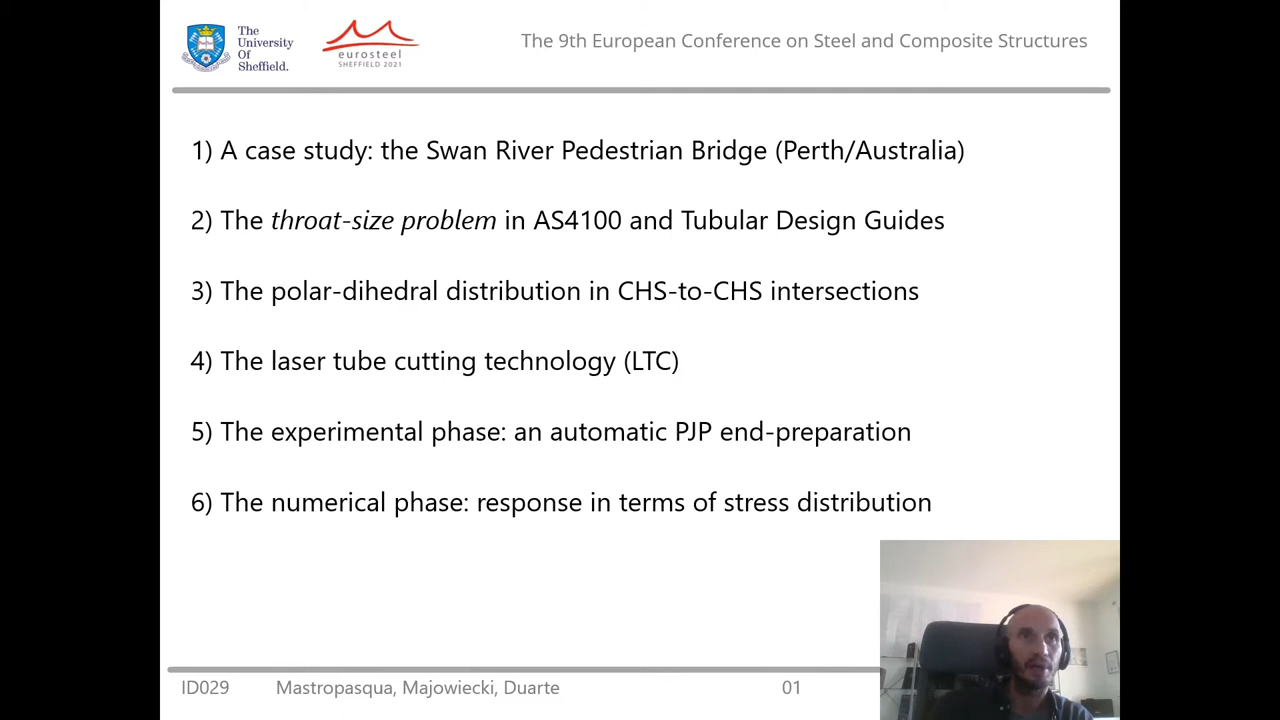 The
University
Of
Sheffield.
eurosteel
SHEFFIELD 2021
The 9th European Conference on Steel and Composite Structures
1) A case study: the Swan River Pedestrian Bridge (Perth/Australia)
2) The throat-size problem in AS4100 and Tubular Design Guides
3) The polar-dihedral distribution in CHS-to-CHS intersections
4) The laser tube cutting technology (LTC)
5) The experimental phase: an automatic PJP end-preparation
6) The numerical phase: response in terms of stress distribution
ID029 Mastropasqua, Majowiecki, Duarte 01